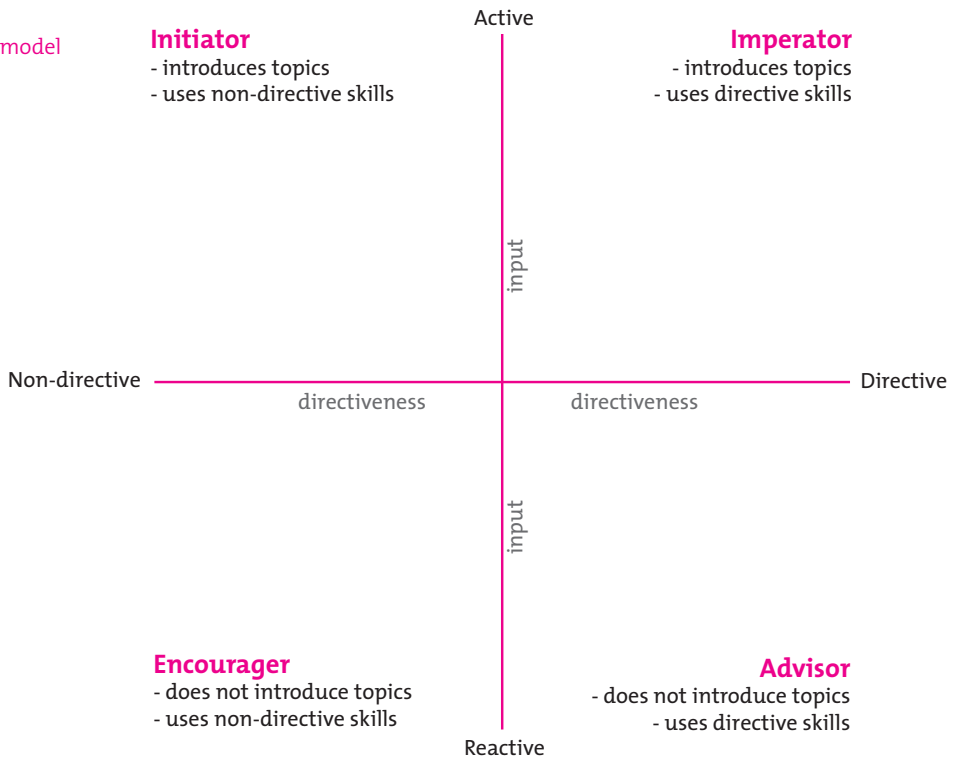 model
Active
Initiator
- introduces topics
- uses non-directive skills
Imperator
- introduces topics
- uses directive skills
input
Non-directive
Directive
directiveness
directiveness
input
Encourager
- does not introduce topics
- uses non-directive skills
Advisor
- does not introduce topics
- uses directive skills
Reactive